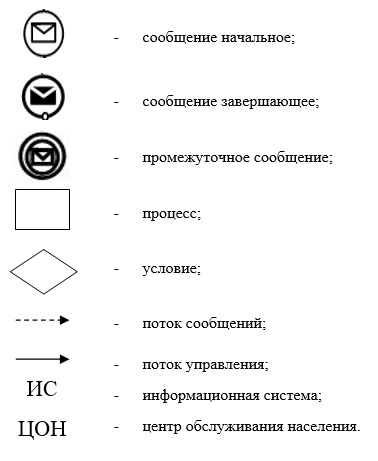 - сообщение начальное;
- сообщение завершающее;
- промежуточное сообщение;
- процесс;
- условие;
- поток сообщений;
- поток управления;
ИС - информационная система;
ЦОН - центр обслуживания населения.